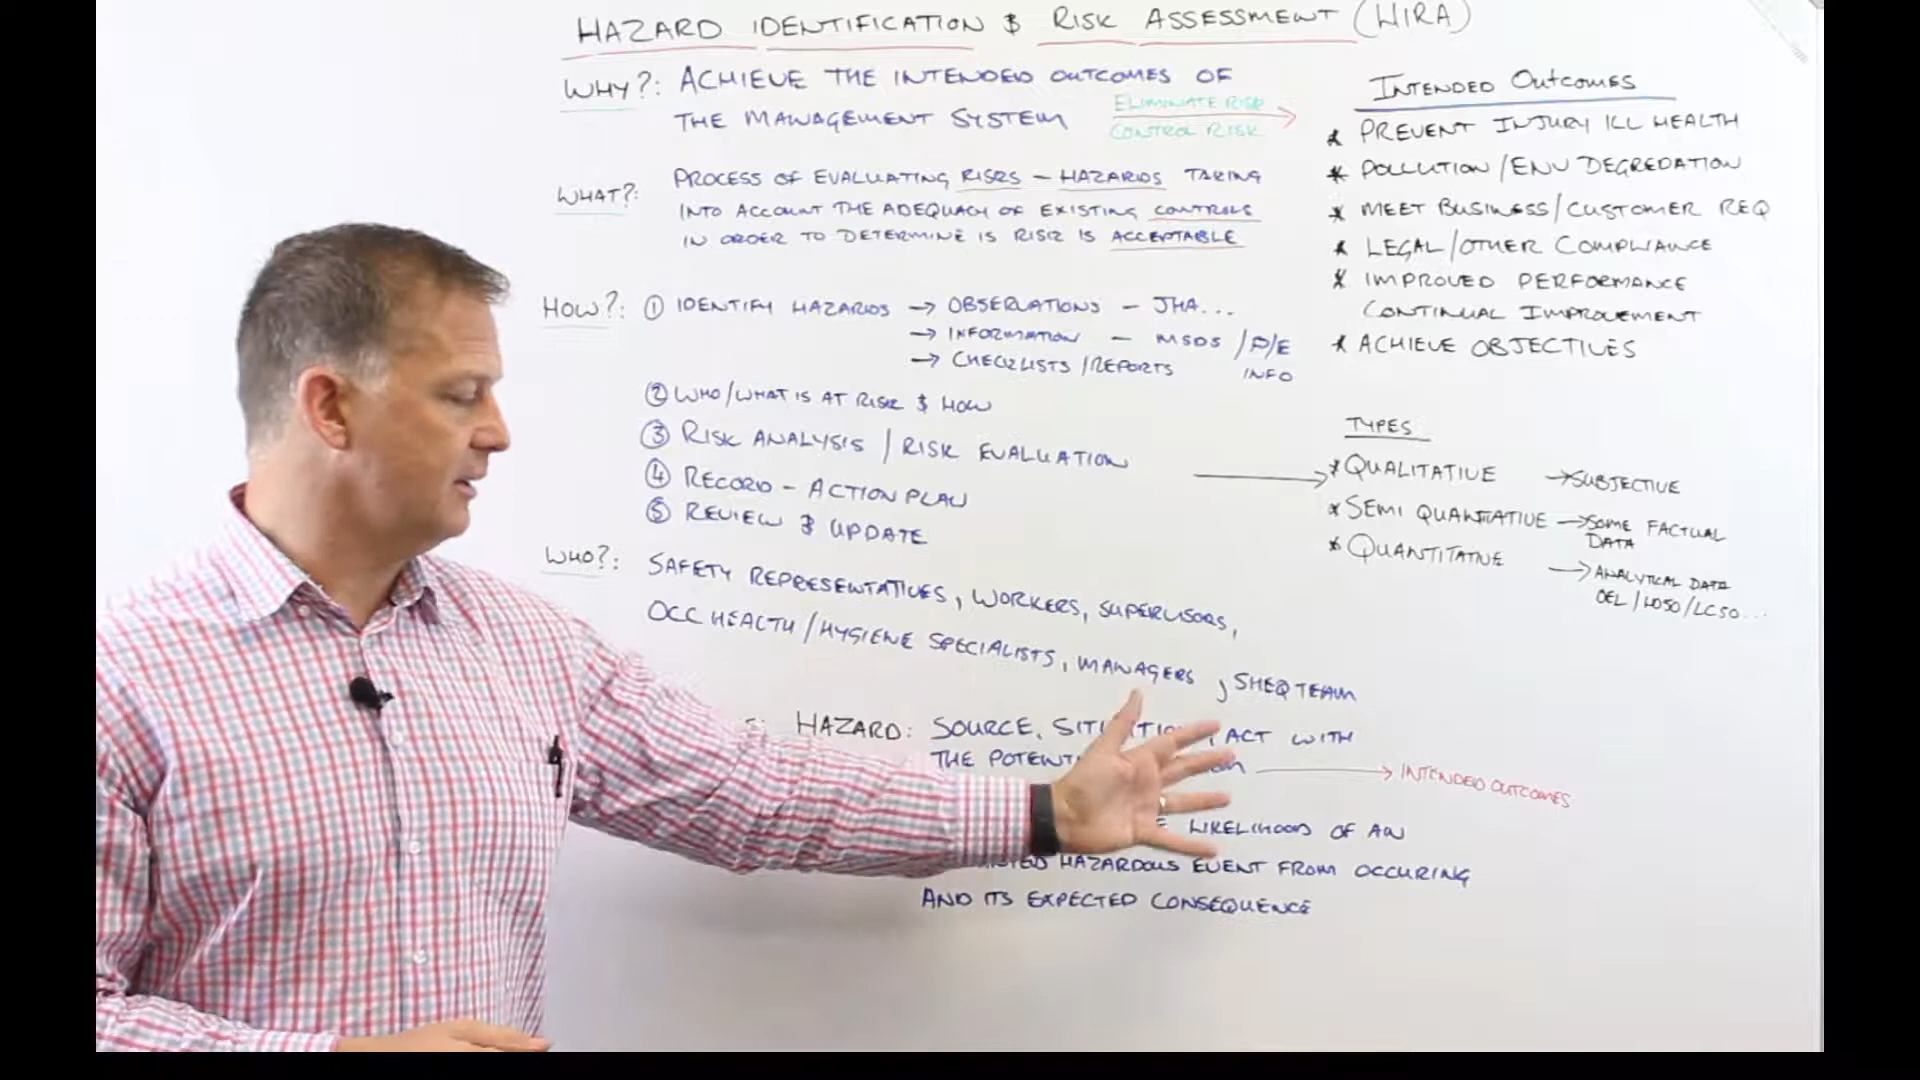 HAZARD IDENTIFICATION & RISK ASSESSMENT (HIRA)
WHY?: ACHIEVE THE INTENDED OUTCOMES OF
THE MANAGEMENT SYSTEM
ELIMINATE RISK
CONTROL RISK
WHAT?: PROCESS OF EVALUATING RISKS – HAZARDS TAKING
INTO ACCOUNT THE ADEQUACY OF EXISTING CONTROLS
IN ORDER TO DETERMINE IS RISK IS ACCEPTABLE
HOW?: ① IDENTIFY HAZARDS → OBSERVATIONS – JHA...
→ INFORMATION – MSDS / P/E
INFO
→ CHECKLISTS / REPORTS
② WHO/WHAT IS AT RISK & HOW
③ RISK ANALYSIS / RISK EVALUATION
④ RECORD – ACTION PLAN
⑤ REVIEW & UPDATE
WHO?: SAFETY REPRESENTATIVES, WORKERS, SUPERVISORS,
OCC HEALTH / HYGIENE SPECIALISTS, MANAGERS, SHEQ TEAM
HAZARD: SOURCE, ACT WITH
THE
→ INTENDED OUTCOMES
LIKELIHOOD OF AN
HAZARDOUS EVENT FROM OCCURING
AND ITS EXPECTED CONSEQUENCE
INTENDED OUTCOMES
* PREVENT INJURY ILL HEALTH
* POLLUTION / ENV DEGREDATION
* MEET BUSINESS / CUSTOMER REQ
* LEGAL / OTHER COMPLIANCE
* IMPROVED PERFORMANCE
CONTINUAL IMPROVEMENT
* ACHIEVE OBJECTIVES
TYPES
* QUALITATIVE → SUBJECTIVE
* SEMI QUANTITATIVE → SOME FACTUAL
DATA
* QUANTITATIVE
→ ANALYTICAL DATA
OEL / LD50 / LC50...